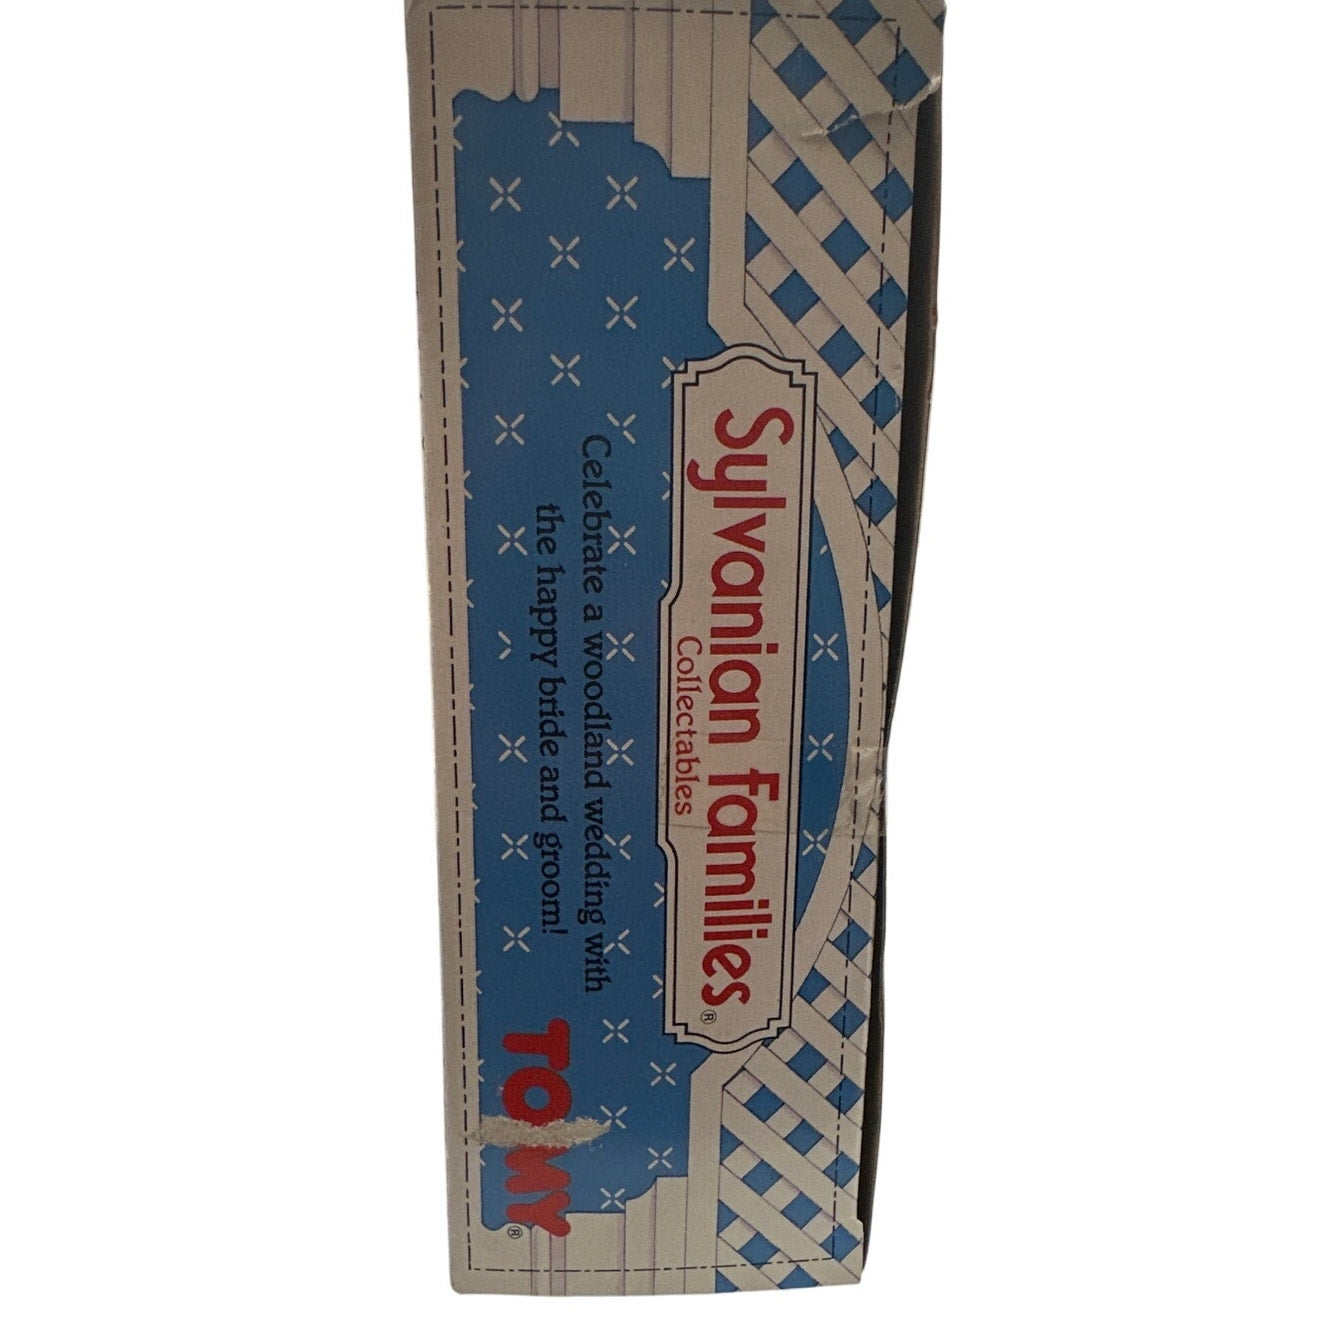 Sylvanian Families®
Collectables
Celebrate a woodland wedding with
the happy bride and groom!
TOMY®